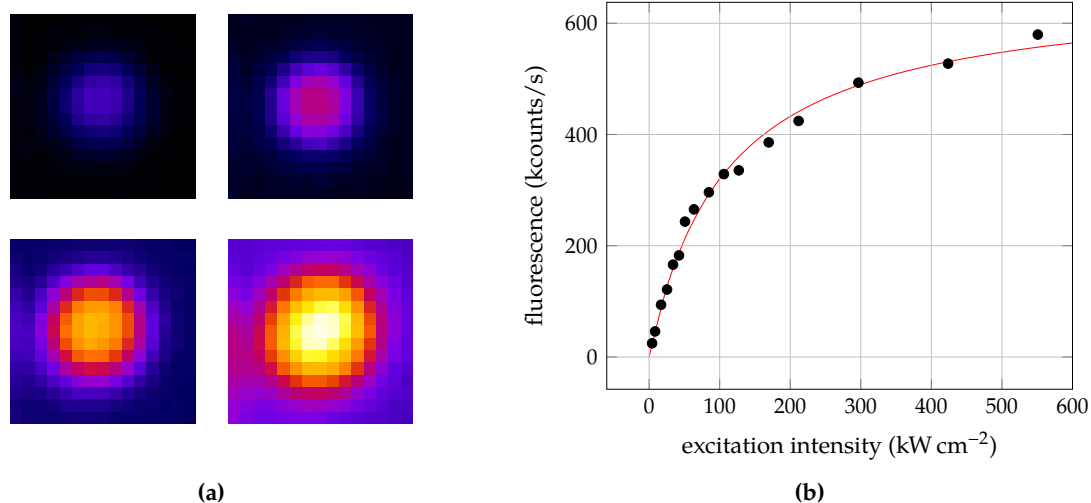 600
400
200
0
fluorescence (kcounts/s)
0 100 200 300 400 500 600
excitation intensity (kW cm⁻²)
(a) (b)